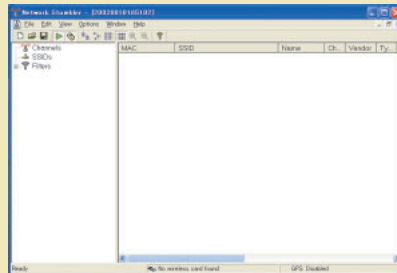 Network Stumbler - [20020810165102]
File Edit View Options Window Help
Channels
SSIDs
Filters
MAC SSID Name Ch.. Vendor Ty...
Ready No wireless card found GPS: Disabled